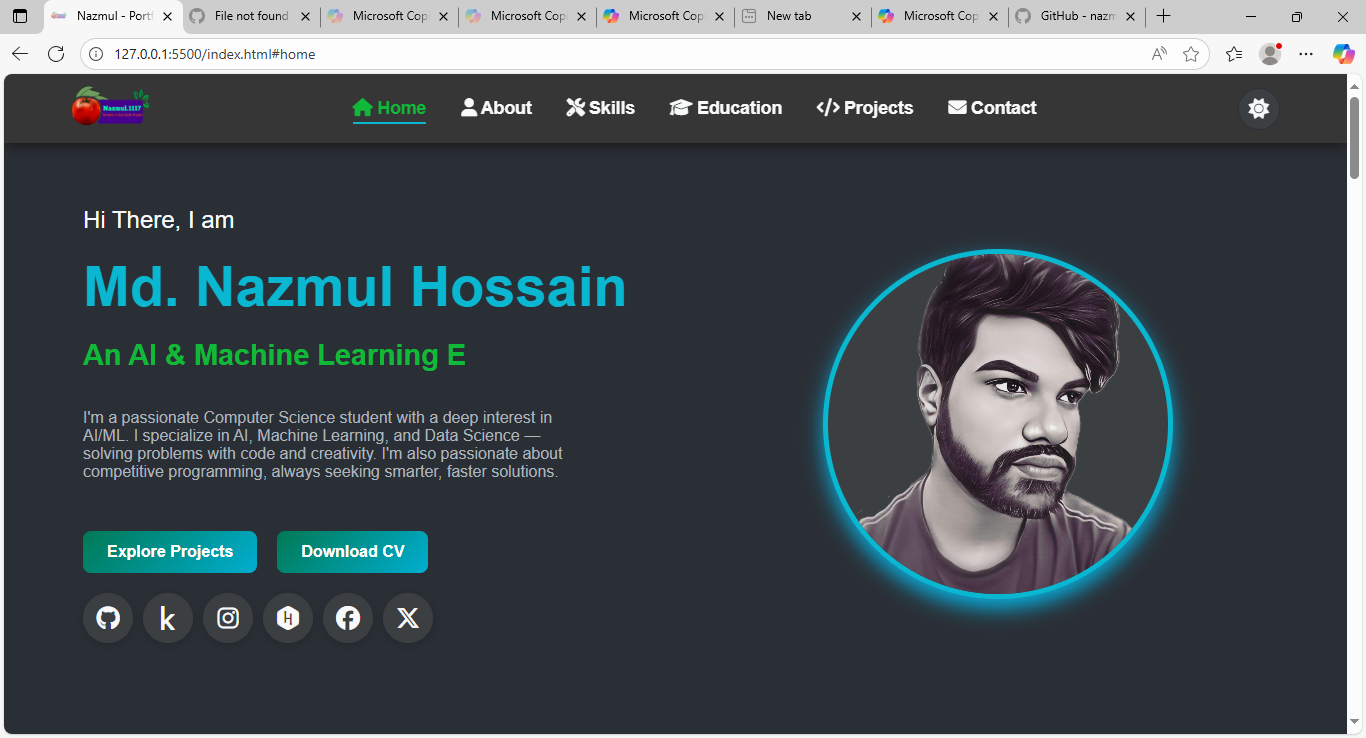 Nazmul - Portf
File not found
Microsoft Cop
Microsoft Cop
Microsoft Cop
New tab
Microsoft Cop
GitHub - nazm
127.0.0.1:5500/index.html#home
Nazmul.1117
Home
About
Skills
Education
Projects
Contact
Hi There, I am
Md. Nazmul Hossain
An AI & Machine Learning E
I'm a passionate Computer Science student with a deep interest in
AI/ML. I specialize in AI, Machine Learning, and Data Science —
solving problems with code and creativity. I'm also passionate about
competitive programming, always seeking smarter, faster solutions.
Explore Projects
Download CV